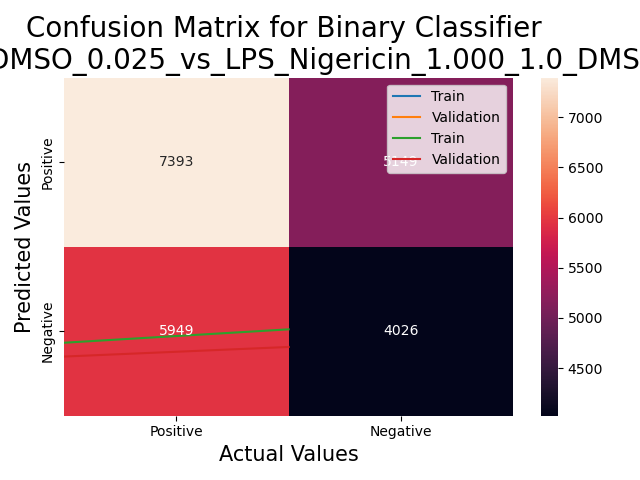 Confusion Matrix for Binary Classifier
DMSO_0.025_vs_LPS_Nigericin_1.000_1.0_DMS
Train
Validation
Train
Validation
7393
5949
4026
Positive
Negative
Predicted Values
Positive
Negative
Actual Values
7000
6500
6000
5500
5000
4500